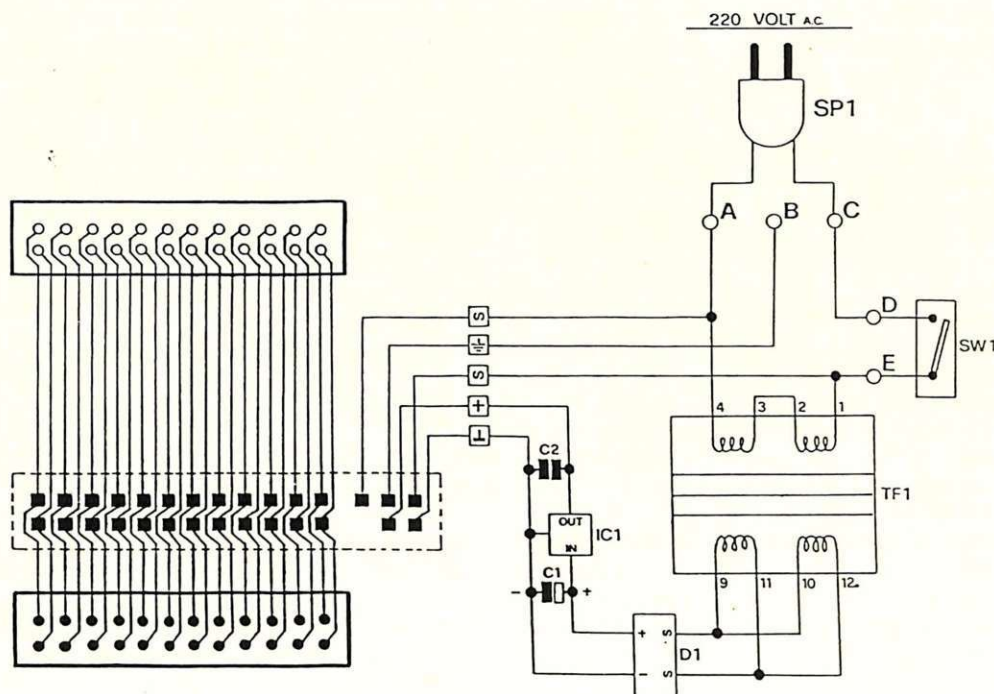 220 VOLT A.C.
SP1
A B C
S
D
SW1
S
E
+
4 3 2 1
C2
TF1
OUT
IC1
IN
C1
- +
9 11 10 12
+ S
D1
- S